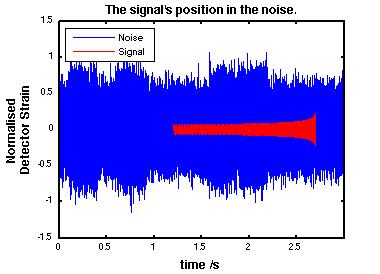 The signal's position in the noise.
1.5
Noise
Signal
1
0.5
0
-0.5
-1
-1.5
Normalised
Detector Strain
0 0.5 1 1.5 2 2.5
time /s